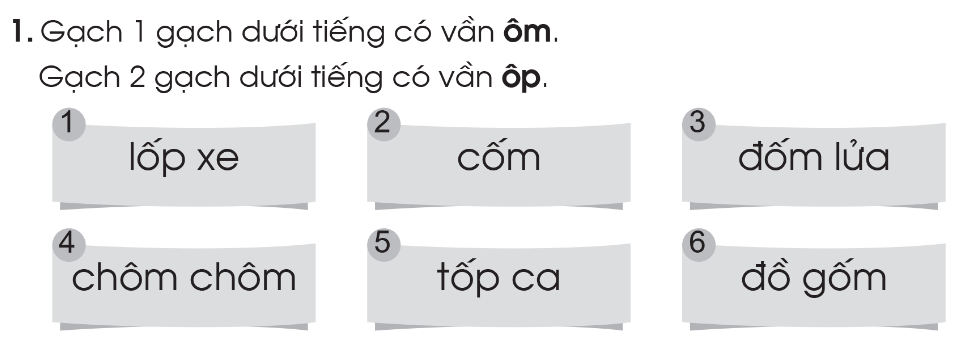 1. Gạch 1 gạch dưới tiếng có vần ôm.
Gạch 2 gạch dưới tiếng có vần ôp.
1 lốp xe
2 cốm
3 đốm lửa
4 chôm chôm
5 tốp ca
6 đồ gốm